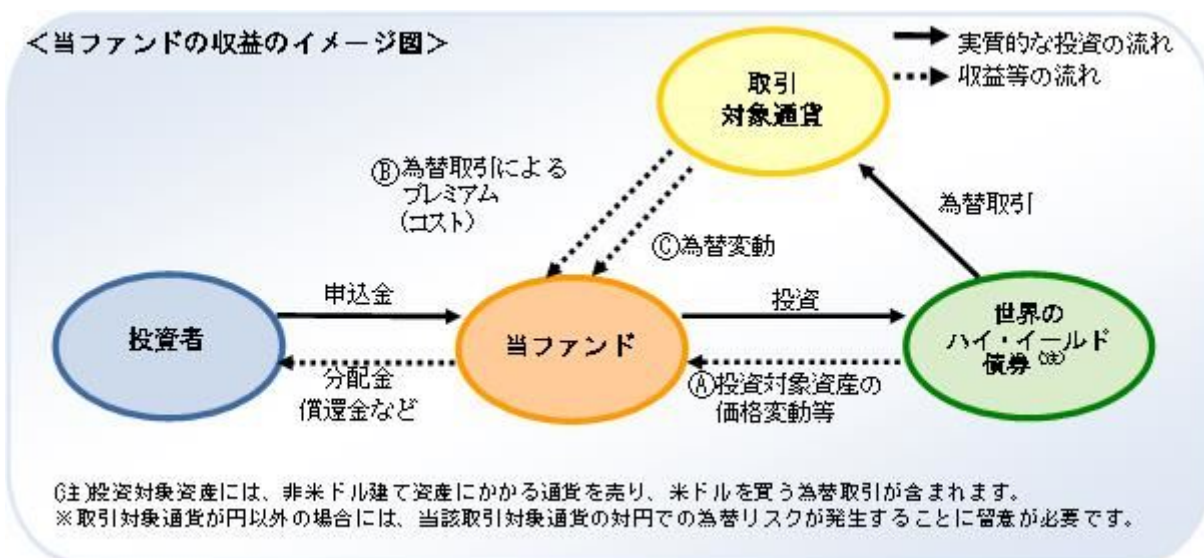 ＜当ファンドの収益のイメージ図＞
実質的な投資の流れ
収益等の流れ
取引
対象通貨
Ⓑ為替取引による
プレミアム
(コスト)
為替取引
Ⓒ為替変動
申込金
投資
投資者
当ファンド
世界の
ハイ・イールド
債券(注)
分配金
償還金など
Ⓐ投資対象資産の
価格変動等
(注)投資対象資産には、非米ドル建て資産にかかる通貨を売り、米ドルを買う為替取引が含まれます。
※取引対象通貨が円以外の場合には、当該取引対象通貨の対円での為替リスクが発生することに留意が必要です。